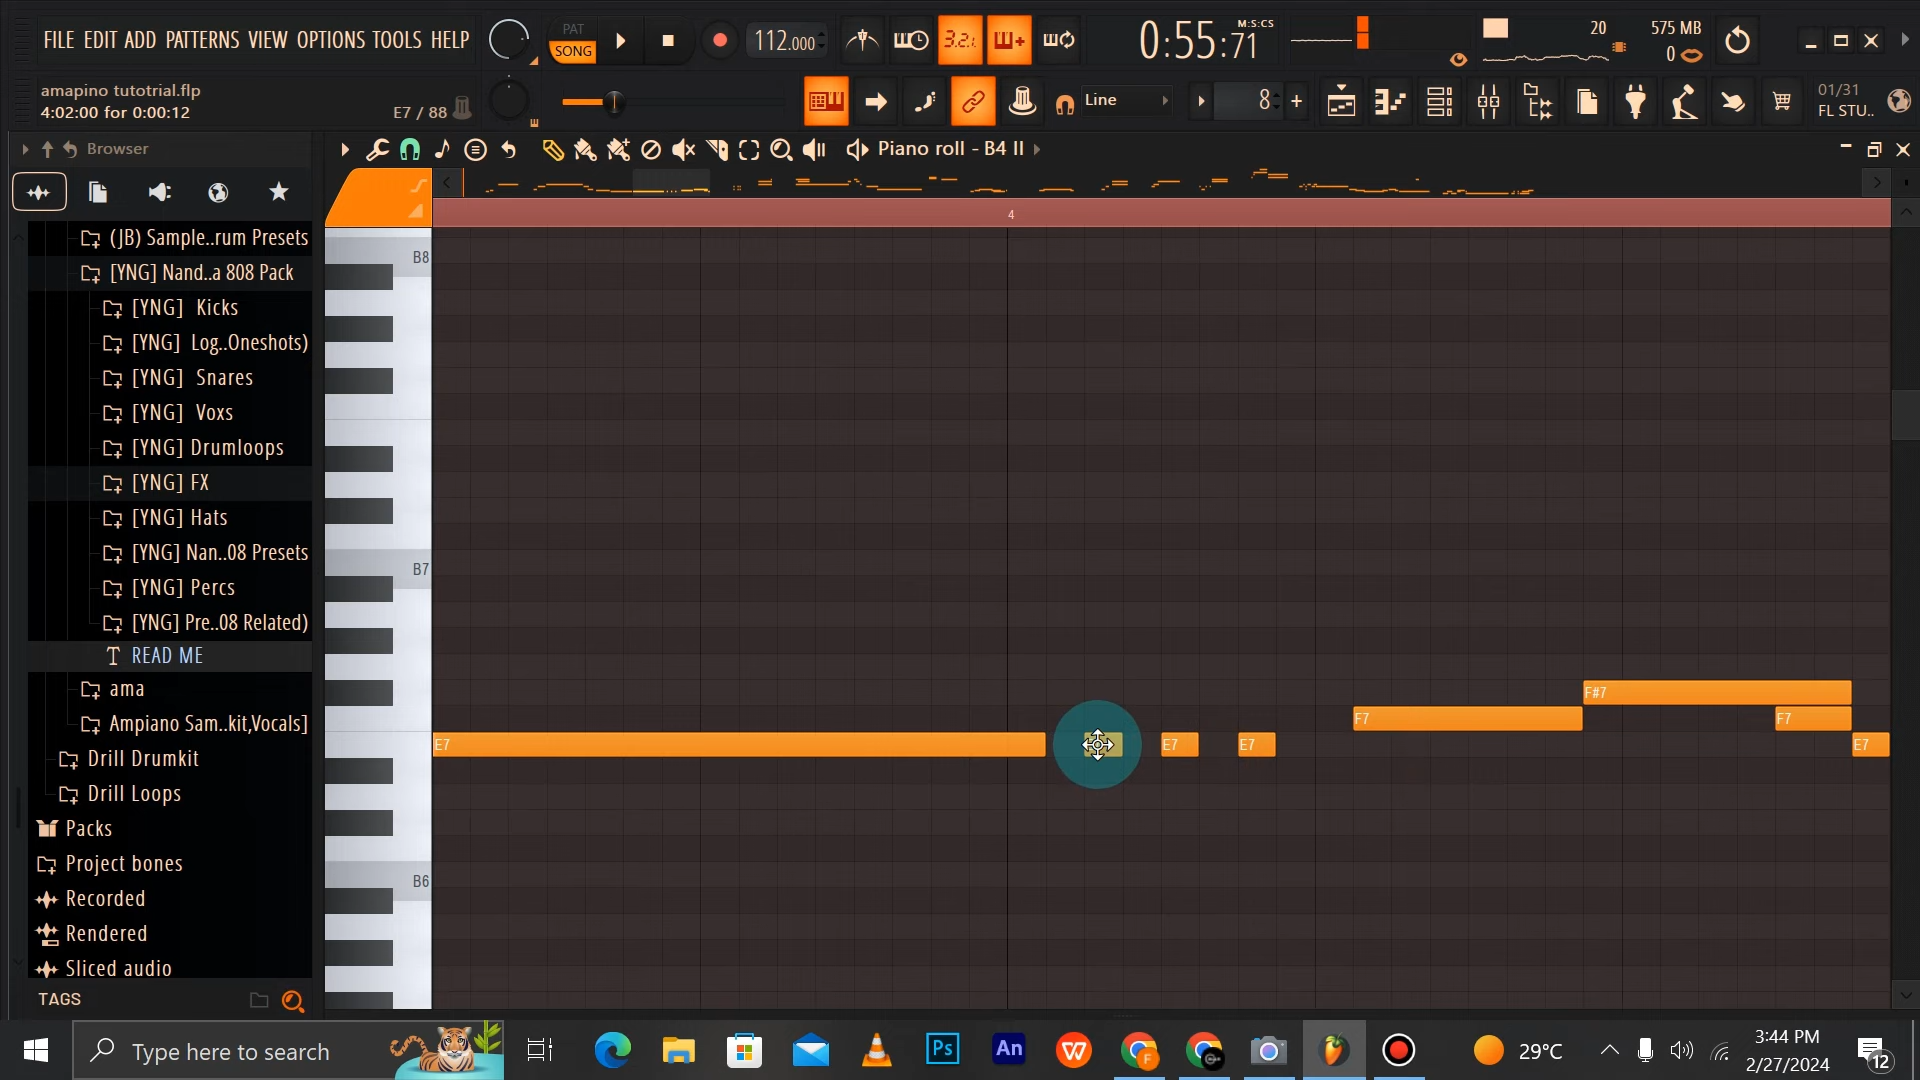 FILE EDIT ADD PATTERNS VIEW OPTIONS TOOLS HELP
PAT
SONG
112.000
3.2.
0:55:71
M:S:CS
20
575 MB
0
amapino tutotrial.flp
4:02:00 for 0:00:12
E7 / 88
Line
8
01/31
FL STU..
Browser
Piano roll - B4 II
(JB) Sample..rum Presets
[YNG] Nand..a 808 Pack
[YNG] Kicks
[YNG] Log..Oneshots)
[YNG] Snares
[YNG] Voxs
[YNG] Drumloops
[YNG] FX
[YNG] Hats
[YNG] Nan..08 Presets
[YNG] Percs
[YNG] Pre..08 Related)
READ ME
ama
Ampiano Sam..kit,Vocals]
Drill Drumkit
Drill Loops
Packs
Project bones
Recorded
Rendered
Sliced audio
TAGS
4
B8
B7
B6
F#7
F7
F7
E7
E7
E7
E7
Type here to search
Ps
An
W
F
29°C
3:44 PM
2/27/2024
12